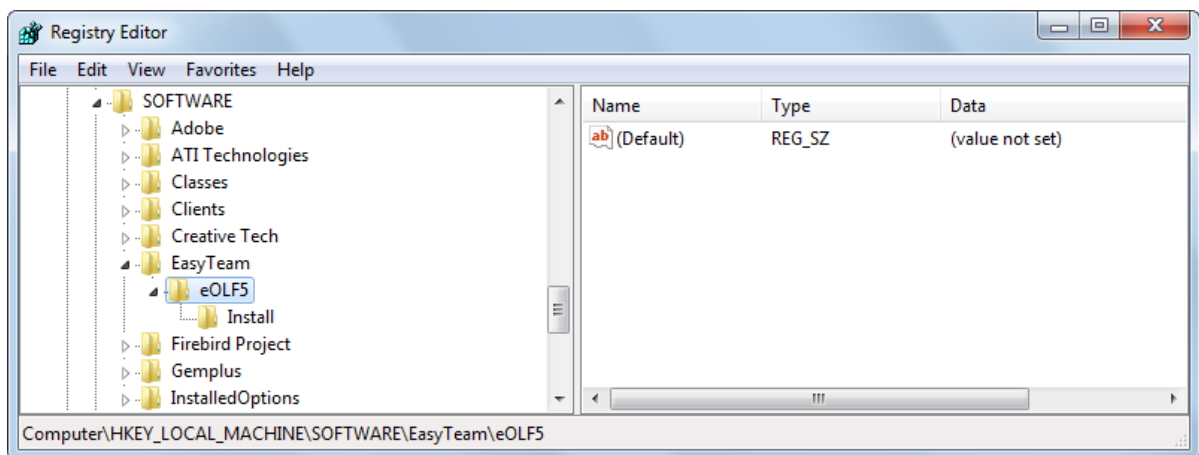 Registry Editor
File Edit View Favorites Help
SOFTWARE
Adobe
ATI Technologies
Classes
Clients
Creative Tech
EasyTeam
eOLF5
Install
Firebird Project
Gemplus
InstalledOptions
Name Type Data
ab (Default) REG_SZ (value not set)
Computer\HKEY_LOCAL_MACHINE\SOFTWARE\EasyTeam\eOLF5